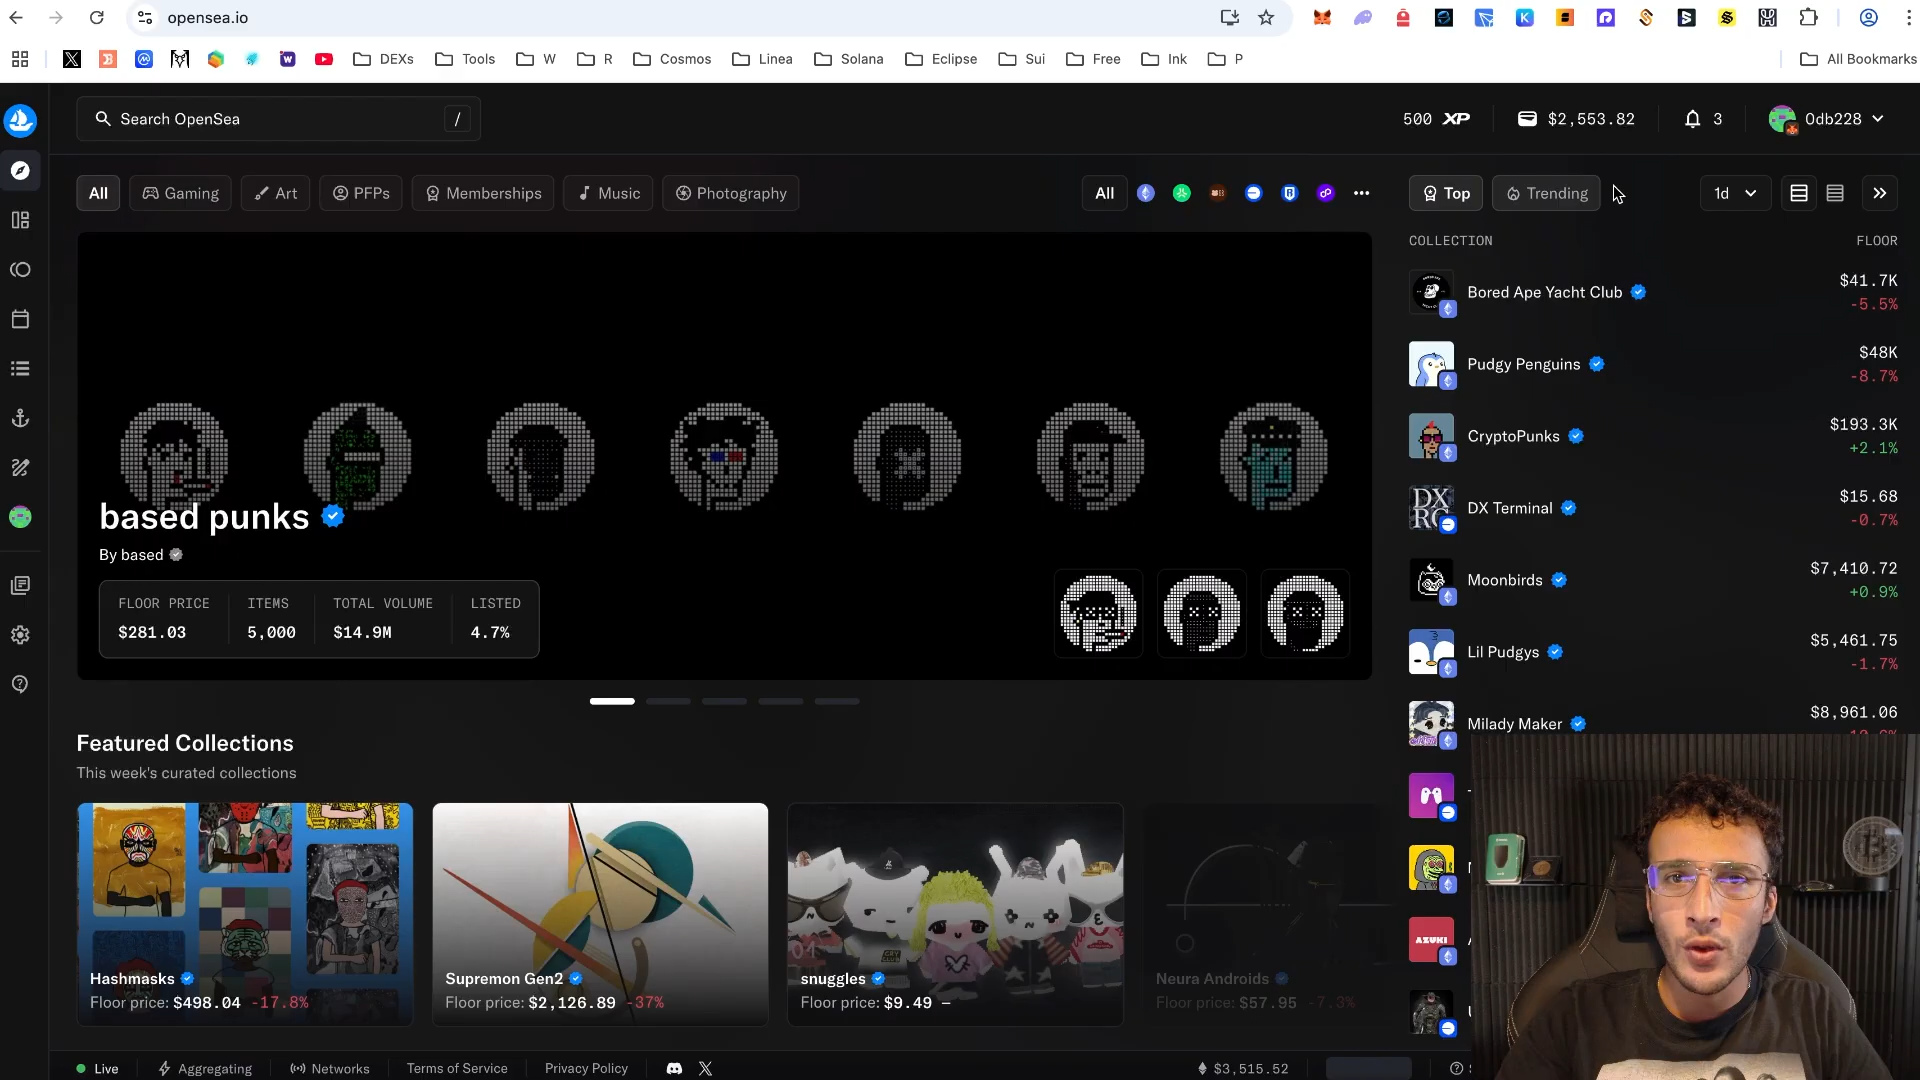 opensea.io
DEXs
Tools
W
R
Cosmos
Linea
Solana
Eclipse
Sui
Free
Ink
P
All Bookmarks
Search OpenSea
/
500 XP
$2,553.82
3
0db228
All
Gaming
Art
PFPs
Memberships
Music
Photography
All
Top
Trending
1d
COLLECTION
FLOOR
Bored Ape Yacht Club
$41.7K
-5.5%
Pudgy Penguins
$48K
-8.7%
CryptoPunks
$193.3K
+2.1%
DX Terminal
$15.68
-0.7%
Moonbirds
$7,410.72
+0.9%
Lil Pudgys
$5,461.75
-1.7%
Milady Maker
$8,961.06
AZUKI
based punks
By based
FLOOR PRICE
$281.03
ITEMS
5,000
TOTAL VOLUME
$14.9M
LISTED
4.7%
Featured Collections
This week's curated collections
Hashmasks
Floor price: $498.04 -17.8%
Supremon Gen2
Floor price: $2,126.89 -37%
snuggles
Floor price: $9.49 –
Neura Androids
Floor price: $57.95 -7.3%
Live
Aggregating
Networks
Terms of Service
Privacy Policy
$3,515.52